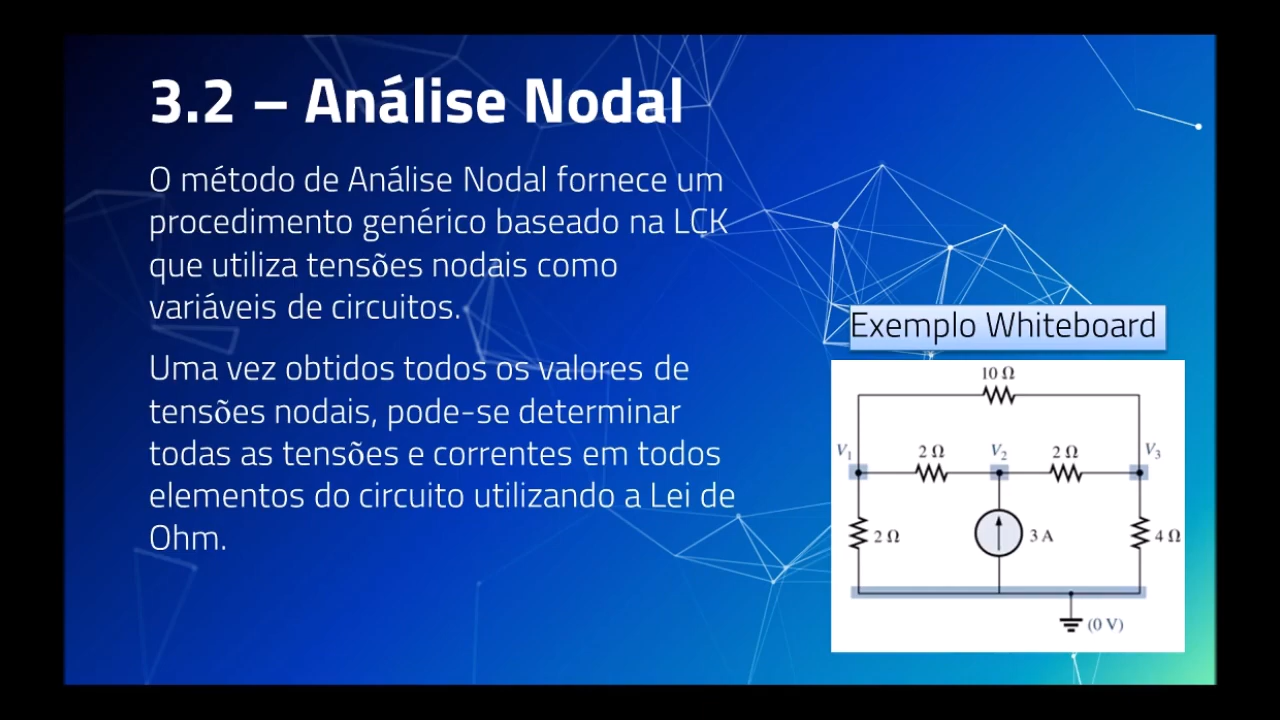 3.2 – Análise Nodal
O método de Análise Nodal fornece um
procedimento genérico baseado na LCK
que utiliza tensões nodais como
variáveis de circuitos.
Uma vez obtidos todos os valores de
tensões nodais, pode-se determinar
todas as tensões e correntes em todos
elementos do circuito utilizando a Lei de
Ohm.
Exemplo Whiteboard
10 Ω
V1 2 Ω V2 2 Ω V3
2 Ω 3 A 4 Ω
(0 V)